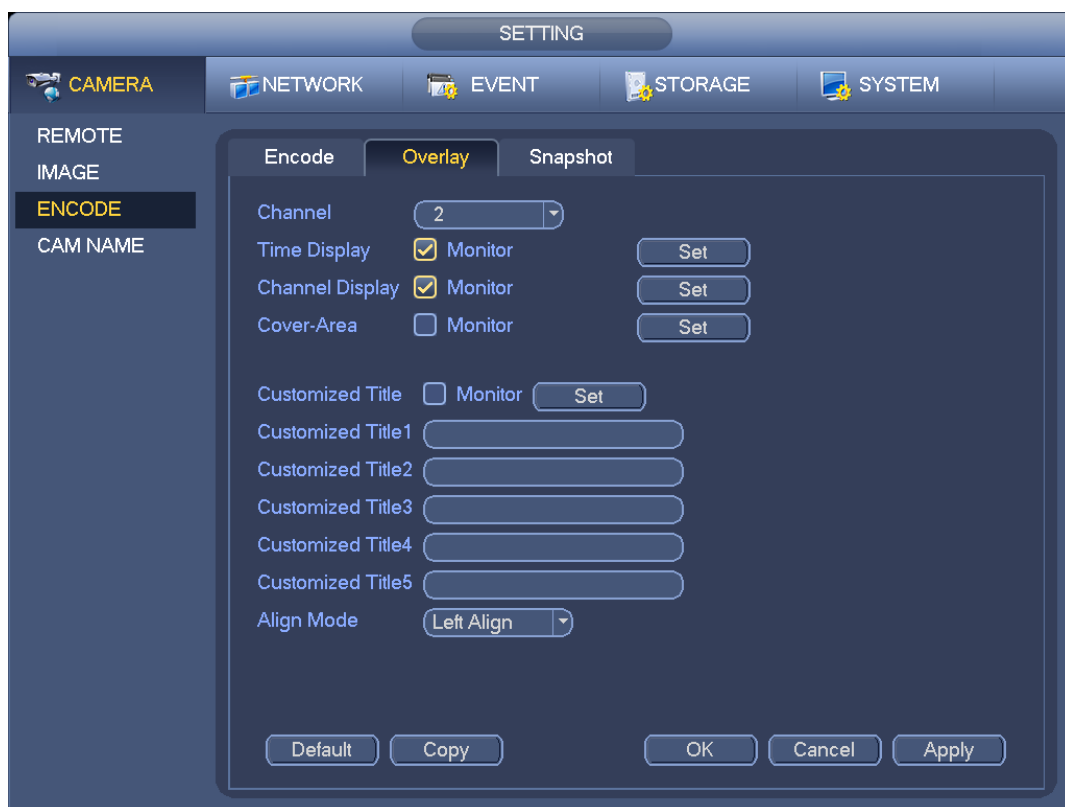 SETTING
CAMERA NETWORK EVENT STORAGE SYSTEM
REMOTE
IMAGE
ENCODE
CAM NAME
Encode Overlay Snapshot
Channel 2
Time Display Monitor Set
Channel Display Monitor Set
Cover-Area Monitor Set
Customized Title Monitor Set
Customized Title1
Customized Title2
Customized Title3
Customized Title4
Customized Title5
Align Mode Left Align
Default Copy OK Cancel Apply